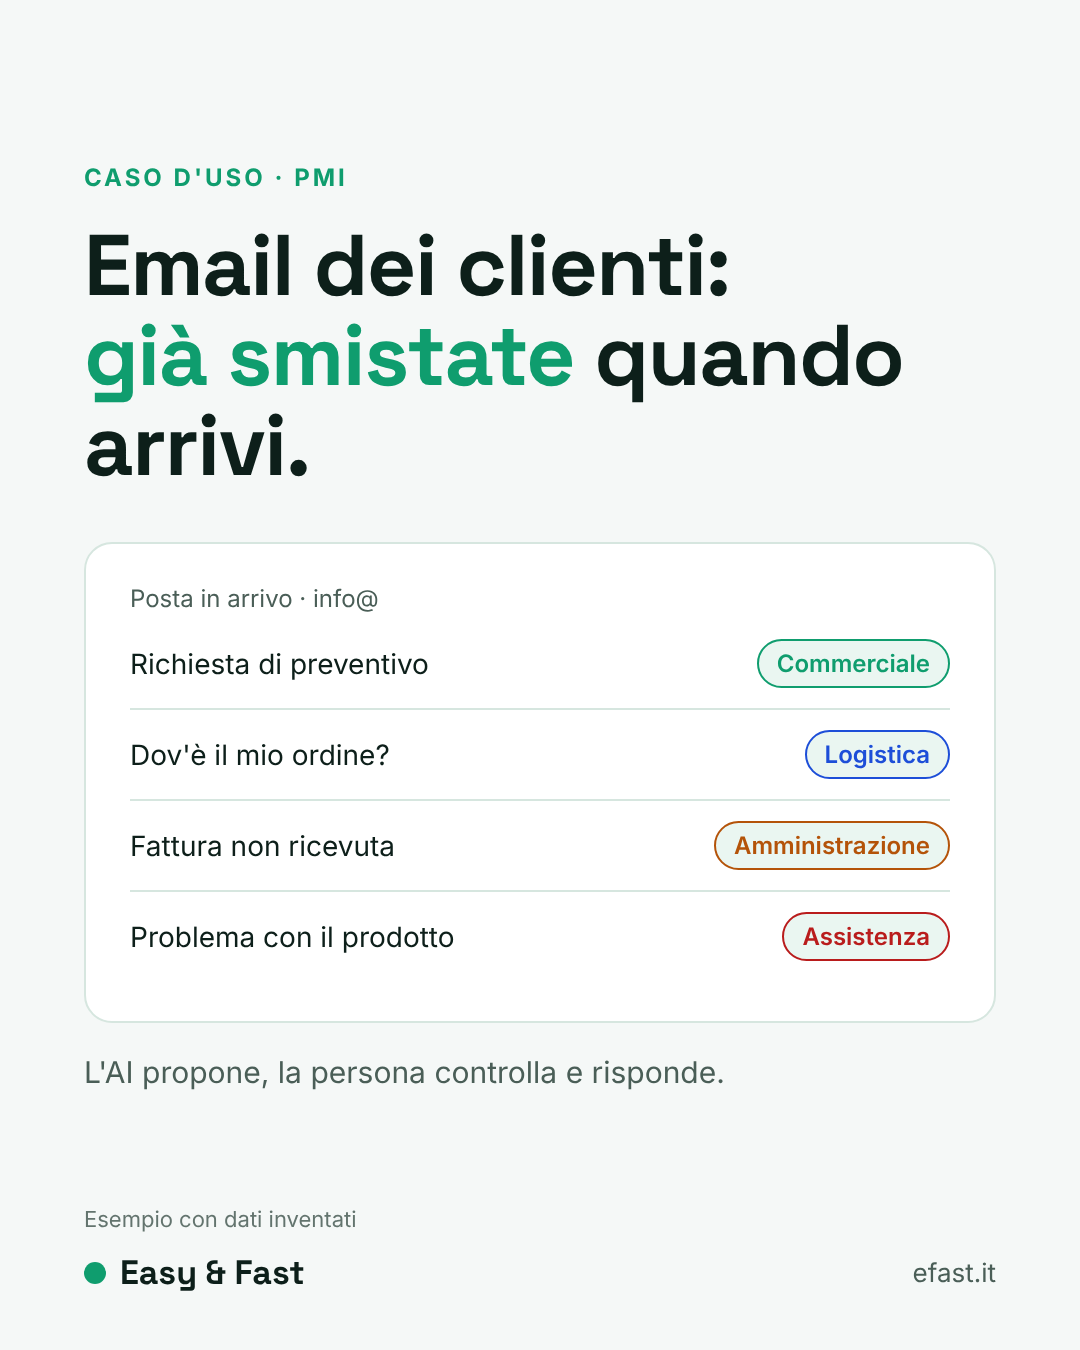 CASO D'USO · PMI
Email dei clienti:
già smistate quando
arrivi.
Posta in arrivo · info@
Richiesta di preventivo
Commerciale
Dov'è il mio ordine?
Logistica
Fattura non ricevuta
Amministrazione
Problema con il prodotto
Assistenza
L'AI propone, la persona controlla e risponde.
Esempio con dati inventati
Easy & Fast
efast.it